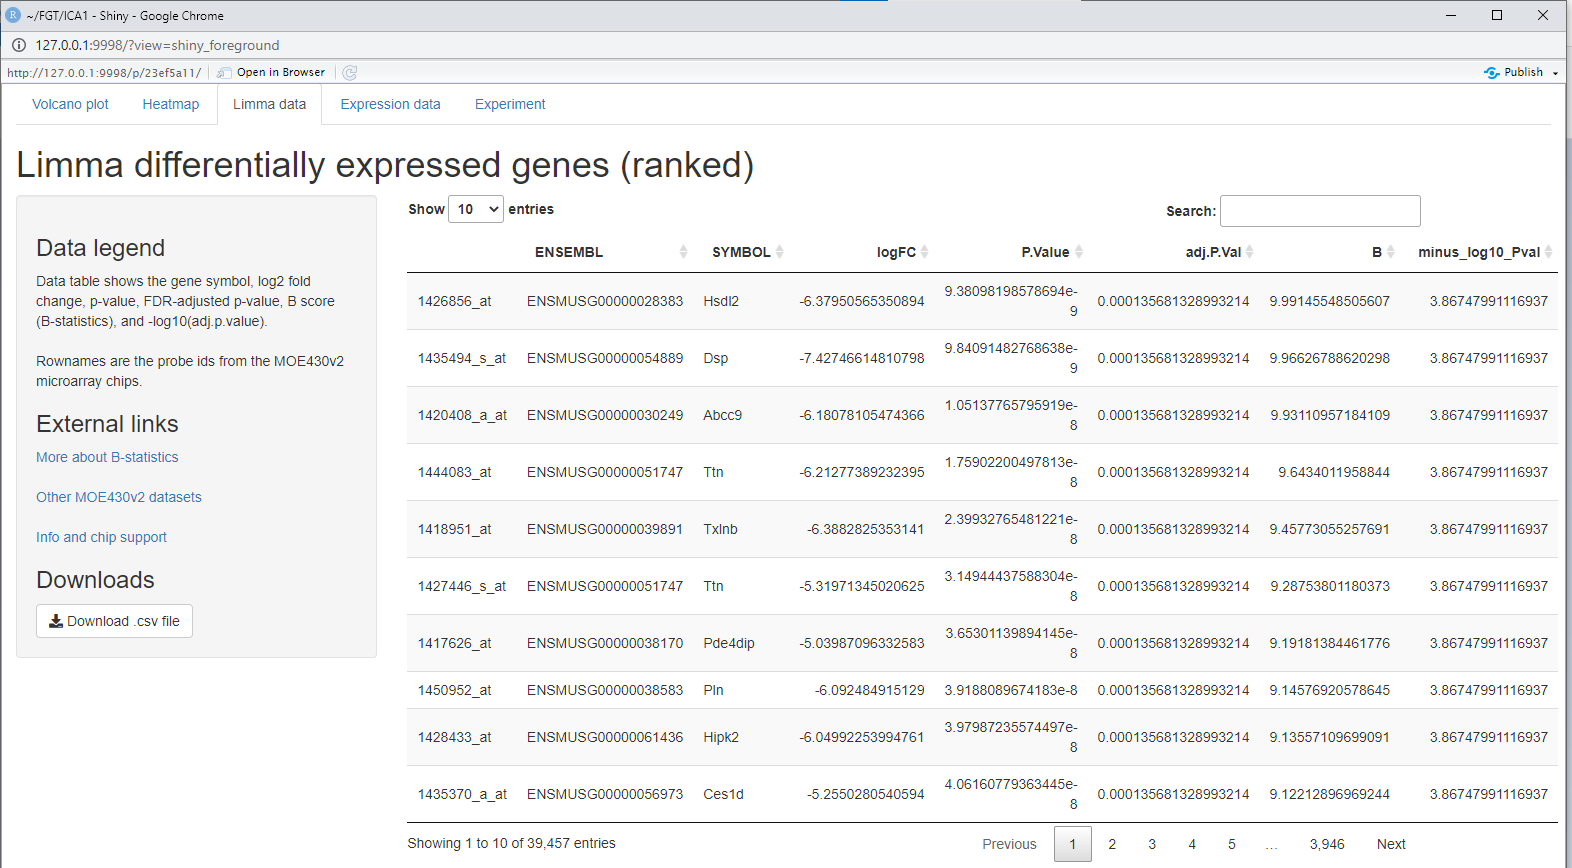 ~/FGT/ICA1 - Shiny - Google Chrome
127.0.0.1:9998/?view=shiny_foreground
http://127.0.0.1:9998/p/23ef5a11/ Open in Browser Publish
Volcano plot Heatmap Limma data Expression data Experiment
Limma differentially expressed genes (ranked)
Data legend
Data table shows the gene symbol, log2 fold
change, p-value, FDR-adjusted p-value, B score
(B-statistics), and -log10(adj.p.value).
Rownames are the probe ids from the MOE430v2
microarray chips.
External links
More about B-statistics
Other MOE430v2 datasets
Info and chip support
Downloads
Download .csv file
Show 10 entries Search:
ENSEMBL SYMBOL logFC P.Value adj.P.Val B minus_log10_Pval
1426856_at ENSMUSG00000028383 Hsdl2 -6.37950565350894 9.38098198578694e-9 0.000135681328993214 9.99145548505607 3.86747991116937
1435494_s_at ENSMUSG00000054889 Dsp -7.42746614810798 9.84091482768638e-9 0.000135681328993214 9.96626788620298 3.86747991116937
1420408_a_at ENSMUSG00000030249 Abcc9 -6.18078105474366 1.05137765795919e-8 0.000135681328993214 9.93110957184109 3.86747991116937
1444083_at ENSMUSG00000051747 Ttn -6.21277389232395 1.75902200497813e-8 0.000135681328993214 9.6434011958844 3.86747991116937
1418951_at ENSMUSG00000039891 Txlnb -6.3882825353141 2.39932765481221e-8 0.000135681328993214 9.45773055257691 3.86747991116937
1427446_s_at ENSMUSG00000051747 Ttn -5.31971345020625 3.14944437588304e-8 0.000135681328993214 9.28753801180373 3.86747991116937
1417626_at ENSMUSG00000038170 Pde4dip -5.03987096332583 3.65301139894145e-8 0.000135681328993214 9.19181384461776 3.86747991116937
1450952_at ENSMUSG00000038583 Pln -6.092484915129 3.9188089674183e-8 0.000135681328993214 9.14576920578645 3.86747991116937
1428433_at ENSMUSG00000061436 Hipk2 -6.04992253994761 3.97987235574497e-8 0.000135681328993214 9.13557109699091 3.86747991116937
1435370_a_at ENSMUSG00000056973 Ces1d -5.2550280540594 4.06160779363445e-8 0.000135681328993214 9.12212896969244 3.86747991116937
Showing 1 to 10 of 39,457 entries Previous 1 2 3 4 5 … 3,946 Next